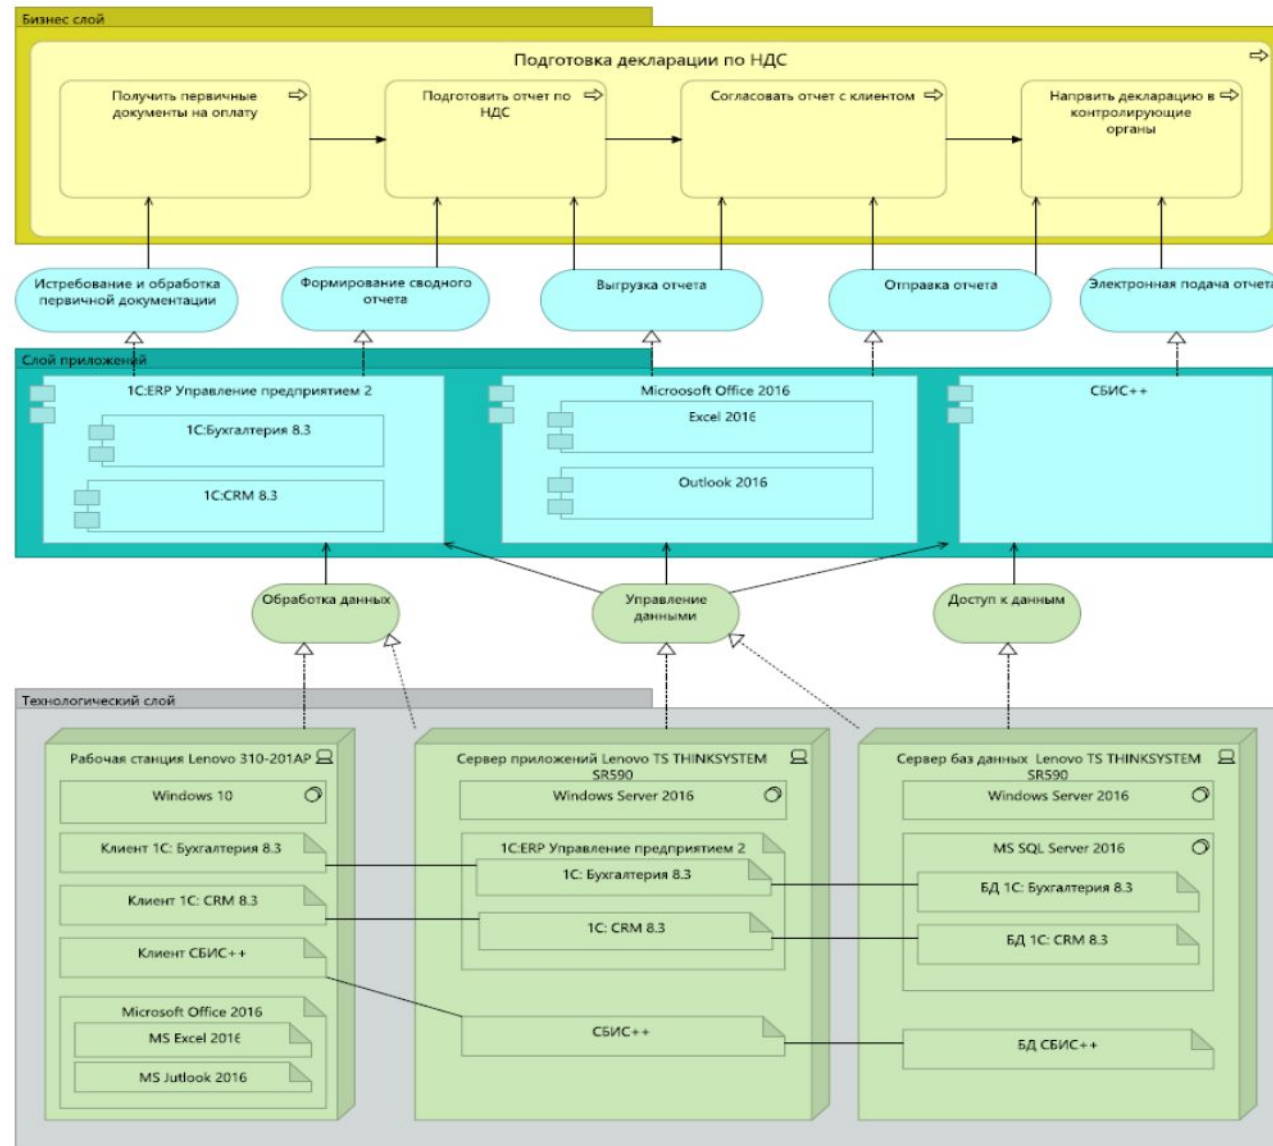 Бизнес слой
Подготовка декларации по НДС
Получить первичные
документы на оплату
Подготовить отчет по
НДС
Согласовать отчет с клиентом
Напрвить декларацию в
контролирующие
органы
Истребование и обработка
первичной документации
Формирование сводного
отчета
Выгрузка отчета
Отправка отчета
Электронная подача отчета
Слой приложений
1С:ERP Управление предприятием 2
1С:Бухгалтерия 8.3
1С:CRM 8.3
Microosoft Office 2016
Excel 2016
Outlook 2016
СБИС++
Обработка данных
Управление
данными
Доступ к данным
Технологический слой
Рабочая станция Lenovo 310-201AP
Windows 10
Клиент 1С: Бухгалтерия 8.3
Клиент 1С: CRM 8.3
Клиент СБИС++
Microsoft Office 2016
MS Excel 2016
MS Jutlook 2016
Сервер приложений Lenovo TS THINKSYSTEM
SR590
Windows Server 2016
1С:ERP Управление предприятием 2
1С: Бухгалтерия 8.3
1С: CRM 8.3
СБИС++
Сервер баз данных Lenovo TS THINKSYSTEM
SR590
Windows Server 2016
MS SQL Server 2016
БД 1С: Бухгалтерия 8.3
БД 1С: CRM 8.3
БД СБИС++